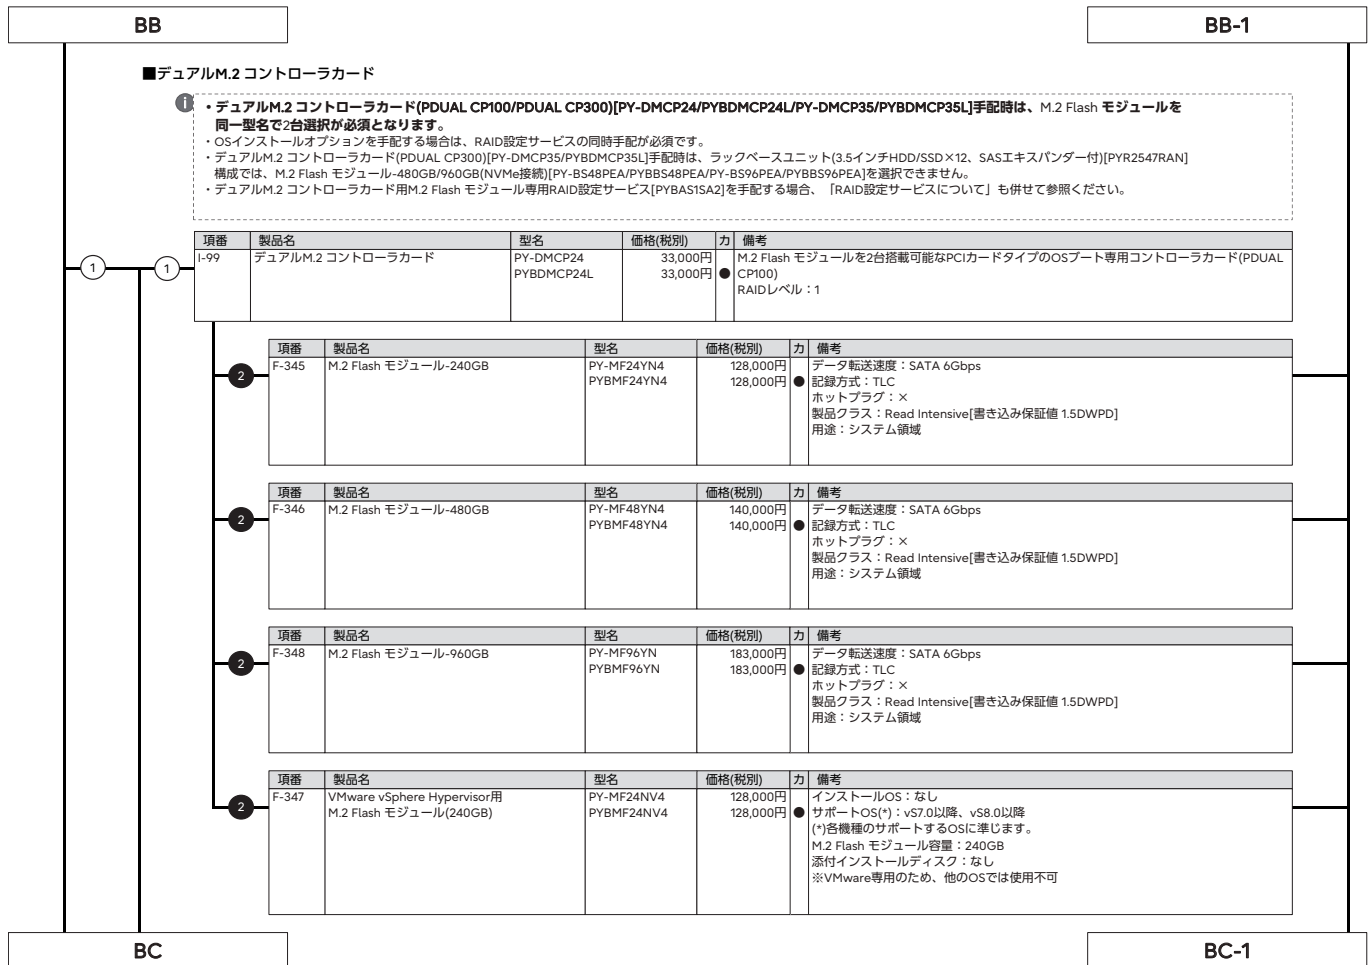 BB
BB-1
■デュアルM.2 コントローラカード
i
・デュアルM.2 コントローラカード(PDUAL CP100/PDUAL CP300)[PY-DMCP24/PYBDMCP24L/PY-DMCP35/PYBDMCP35L]手配時は、M.2 Flash モジュールを
同一型名で2台選択が必須となります。
・OSインストールオプションを手配する場合は、RAID設定サービスの同時手配が必須です。
・デュアルM.2 コントローラカード(PDUAL CP300)[PY-DMCP35/PYBDMCP35L]手配時は、ラックベースユニット(3.5インチHDD/SSD×12、SASエキスパンダー付)[PYR2547RAN]
構成では、M.2 Flash モジュール-480GB/960GB(NVMe接続)[PY-BS48PEA/PYBBS48PEA/PY-BS96PEA/PYBBS96PEA]を選択できません。
・デュアルM.2 コントローラカード用M.2 Flash モジュール専用RAID設定サービス[PYBAS1SA2]を手配する場合、「RAID設定サービスについて」も併せて参照ください。
項番 製品名 型名 価格(税別) カ 備考
1 1 I-99 デュアルM.2 コントローラカード PY-DMCP24 33,000円 M.2 Flash モジュールを2台搭載可能なPCIカードタイプのOSブート専用コントローラカード(PDUAL
PYBDMCP24L 33,000円 ● CP100)
RAIDレベル：1
項番 製品名 型名 価格(税別) カ 備考
F-345 M.2 Flash モジュール-240GB PY-MF24YN4 128,000円 データ転送速度：SATA 6Gbps
2 PYBMF24YN4 128,000円 ● 記録方式：TLC
ホットプラグ：×
製品クラス：Read Intensive[書き込み保証値 1.5DWPD]
用途：システム領域
項番 製品名 型名 価格(税別) カ 備考
F-346 M.2 Flash モジュール-480GB PY-MF48YN4 140,000円 データ転送速度：SATA 6Gbps
2 PYBMF48YN4 140,000円 ● 記録方式：TLC
ホットプラグ：×
製品クラス：Read Intensive[書き込み保証値 1.5DWPD]
用途：システム領域
項番 製品名 型名 価格(税別) カ 備考
F-348 M.2 Flash モジュール-960GB PY-MF96YN 183,000円 データ転送速度：SATA 6Gbps
2 PYBMF96YN 183,000円 ● 記録方式：TLC
ホットプラグ：×
製品クラス：Read Intensive[書き込み保証値 1.5DWPD]
用途：システム領域
項番 製品名 型名 価格(税別) カ 備考
F-347 VMware vSphere Hypervisor用 PY-MF24NV4 128,000円 インストールOS：なし
2 M.2 Flash モジュール(240GB) PYBMF24NV4 128,000円 ● サポートOS(*)：vS7.0以降、vS8.0以降
(*)各機種のサポートするOSに準じます。
M.2 Flash モジュール容量：240GB
添付インストールディスク：なし
※VMware専用のため、他のOSでは使用不可
BC
BC-1